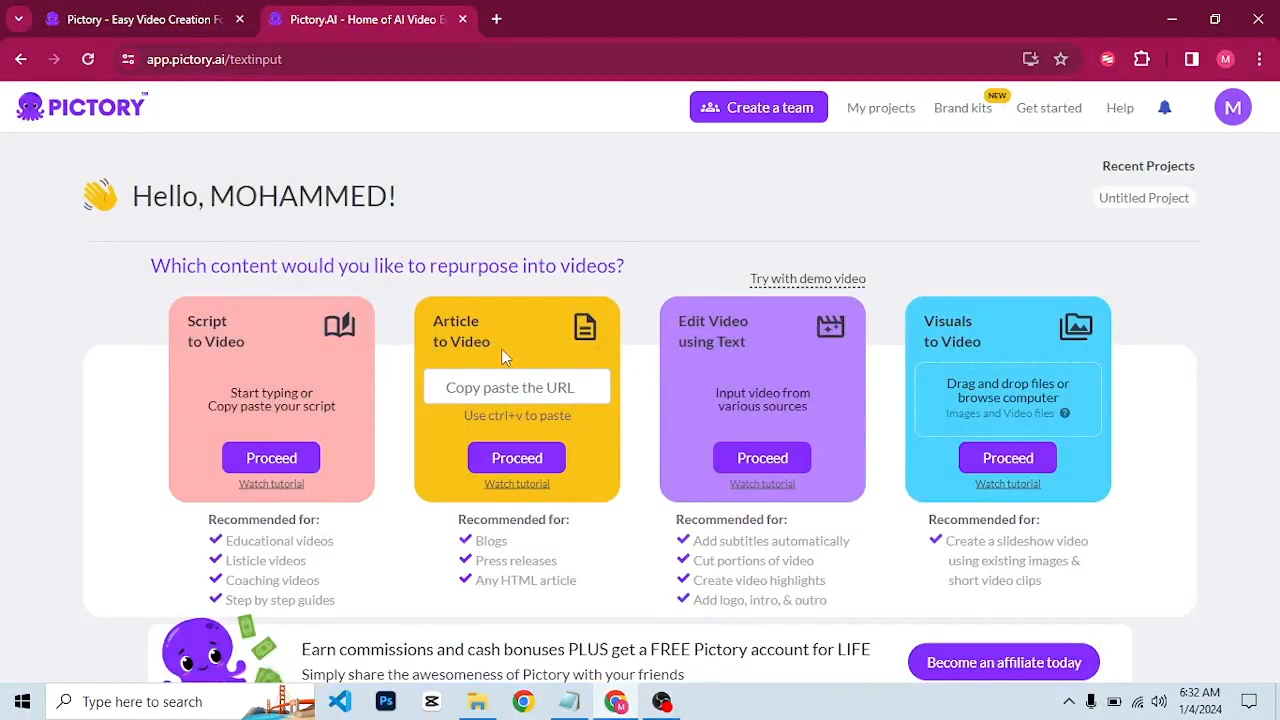 Pictory - Easy Video Creation Fo
Pictory.AI - Home of AI Video E
app.pictory.ai/textinput
M
PICTORY™
Create a team
My projects
Brand kits
NEW
Get started
Help
M
Recent Projects
Untitled Project
Hello, MOHAMMED!
Which content would you like to repurpose into videos?
Try with demo video
Script
to Video
Start typing or
Copy paste your script
Proceed
Watch tutorial
Recommended for:
Educational videos
Listicle videos
Coaching videos
Step by step guides
Article
to Video
Copy paste the URL
Use ctrl+v to paste
Proceed
Watch tutorial
Recommended for:
Blogs
Press releases
Any HTML article
Edit Video
using Text
Input video from
various sources
Proceed
Watch tutorial
Recommended for:
Add subtitles automatically
Cut portions of video
Create video highlights
Add logo, intro, & outro
Visuals
to Video
Drag and drop files or
browse computer
Images and Video files ?
Proceed
Watch tutorial
Recommended for:
Create a slideshow video
using existing images &
short video clips
Earn commissions and cash bonuses PLUS get a FREE Pictory account for LIFE
Simply share the awesomeness of Pictory with your friends
Become an affiliate today
Type here to search
Ps
M
6:32 AM
1/4/2024